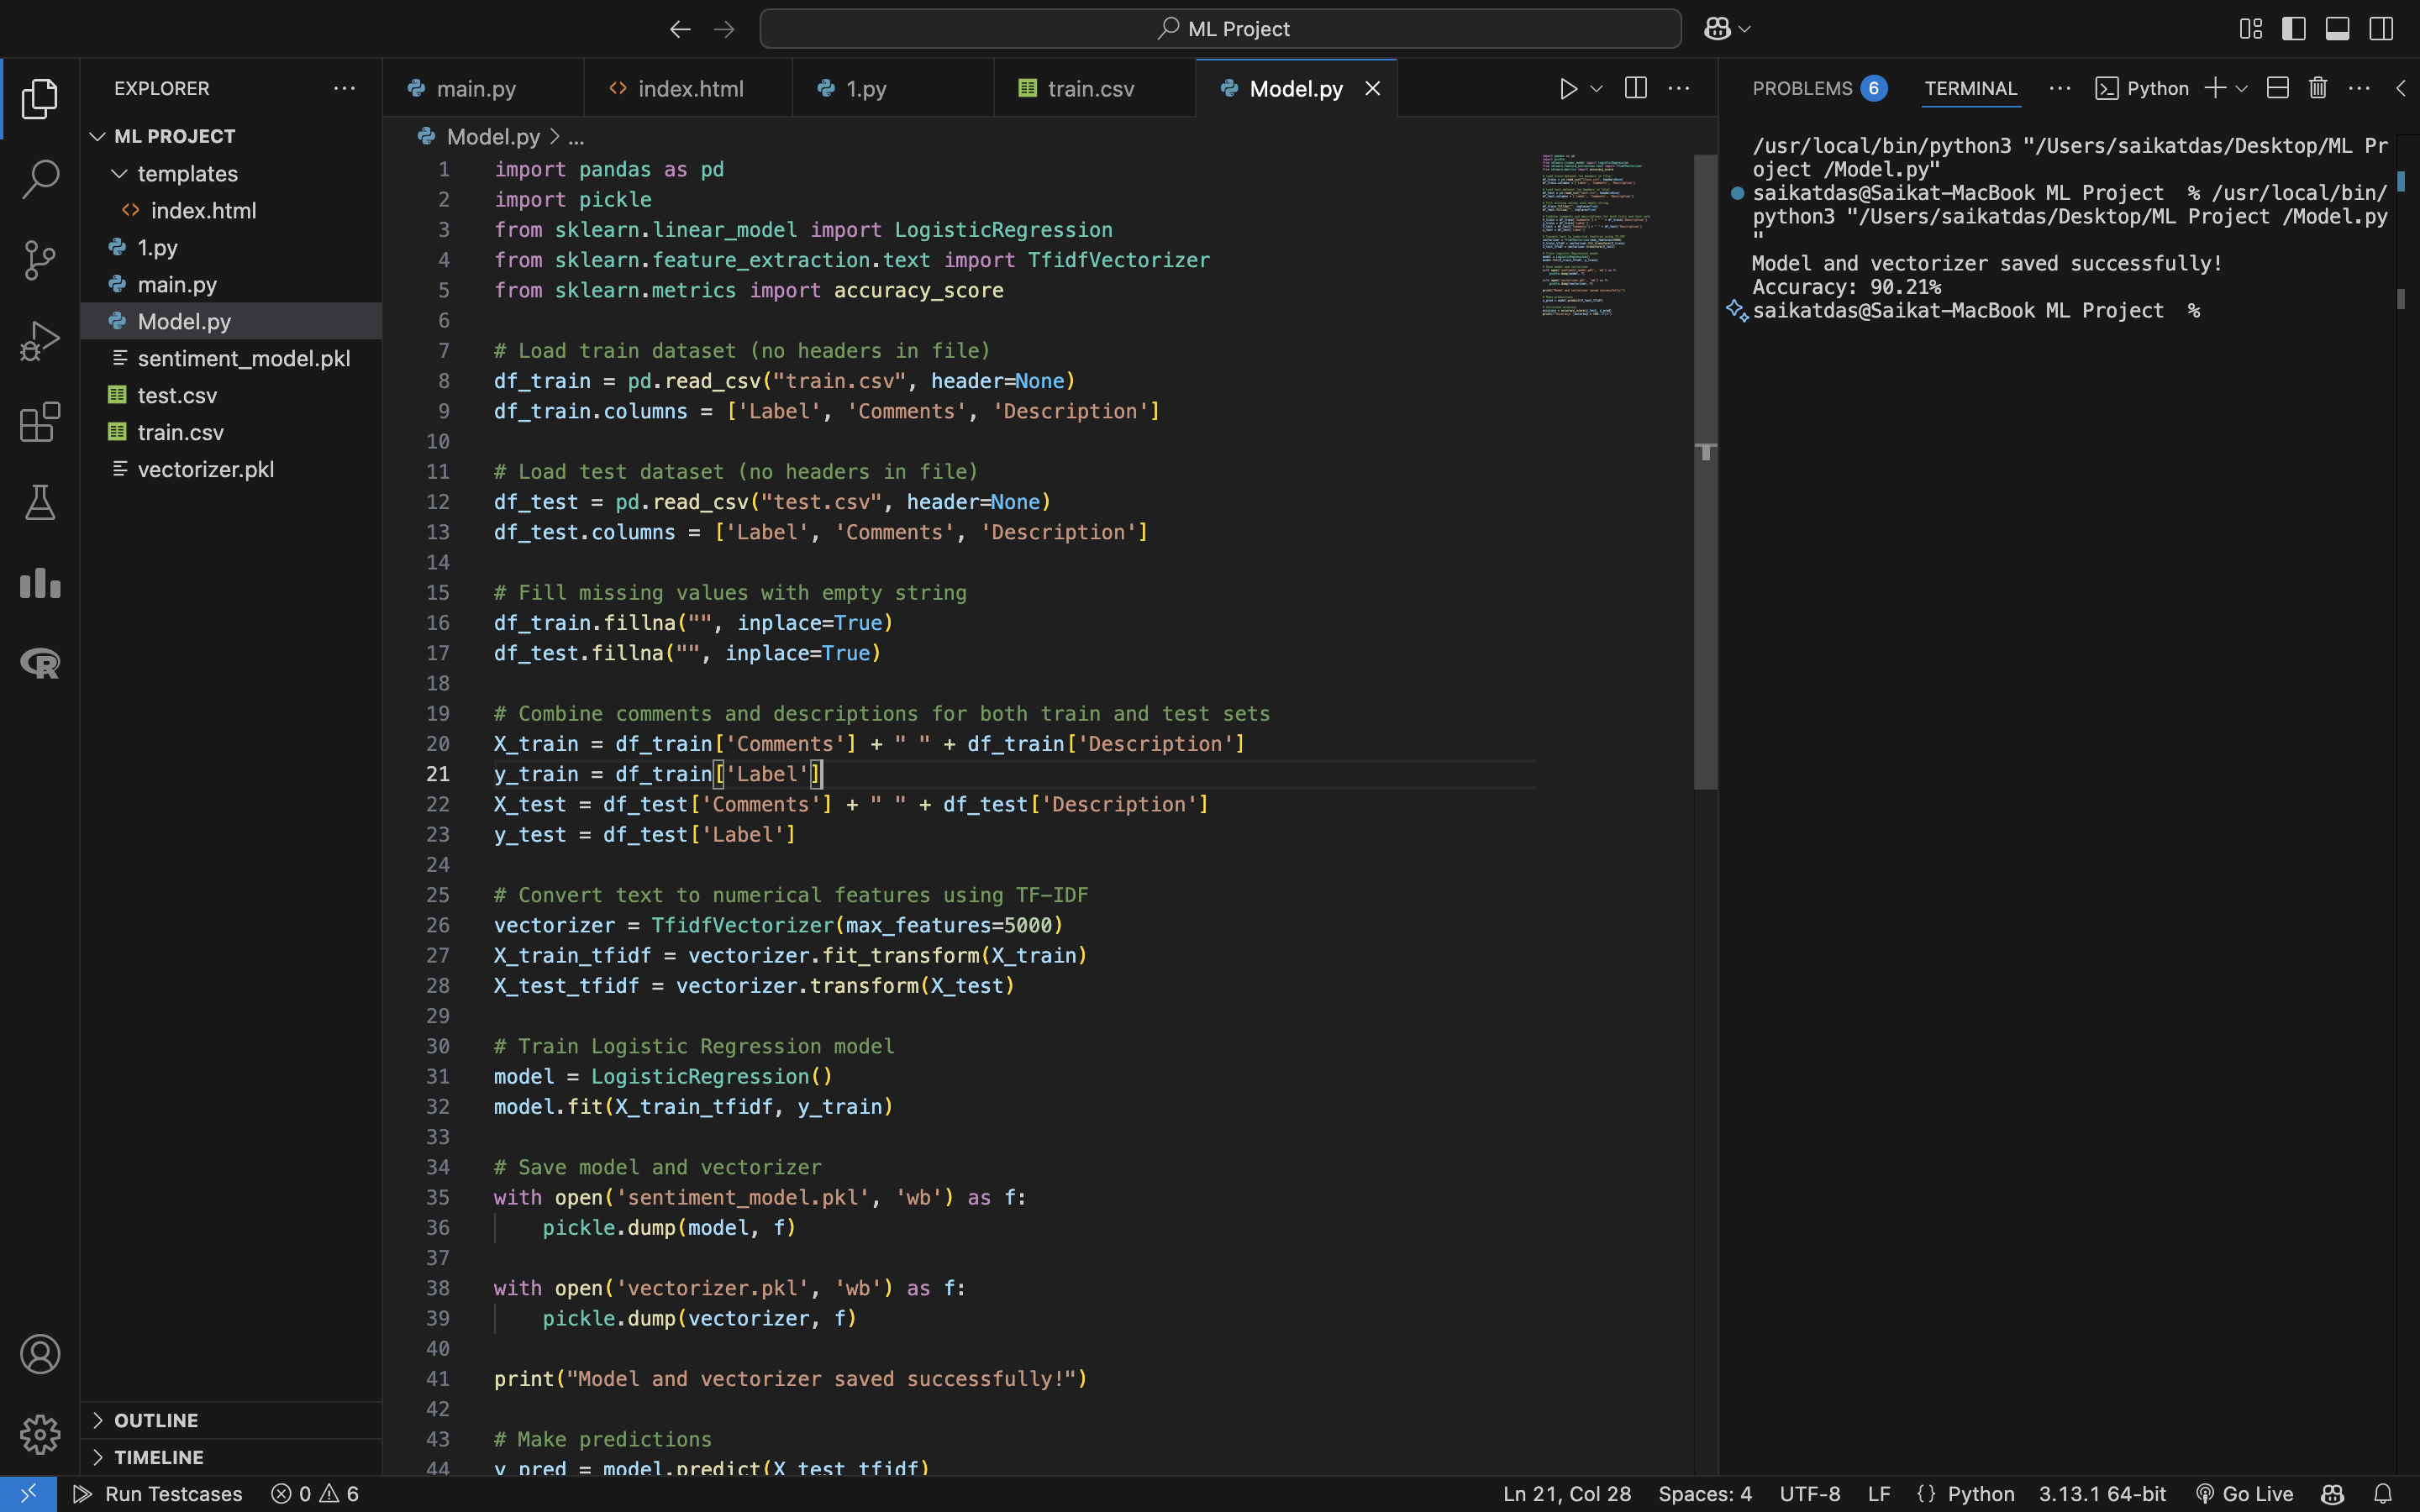 ML Project
EXPLORER
ML PROJECT
templates
index.html
1.py
main.py
Model.py
sentiment_model.pkl
test.csv
train.csv
vectorizer.pkl
OUTLINE
TIMELINE
main.py
index.html
1.py
train.csv
Model.py
Model.py > ...
1 import pandas as pd
2 import pickle
3 from sklearn.linear_model import LogisticRegression
4 from sklearn.feature_extraction.text import TfidfVectorizer
5 from sklearn.metrics import accuracy_score
6
7 # Load train dataset (no headers in file)
8 df_train = pd.read_csv("train.csv", header=None)
9 df_train.columns = ['Label', 'Comments', 'Description']
10
11 # Load test dataset (no headers in file)
12 df_test = pd.read_csv("test.csv", header=None)
13 df_test.columns = ['Label', 'Comments', 'Description']
14
15 # Fill missing values with empty string
16 df_train.fillna("", inplace=True)
17 df_test.fillna("", inplace=True)
18
19 # Combine comments and descriptions for both train and test sets
20 X_train = df_train['Comments'] + " " + df_train['Description']
21 y_train = df_train['Label']
22 X_test = df_test['Comments'] + " " + df_test['Description']
23 y_test = df_test['Label']
24
25 # Convert text to numerical features using TF-IDF
26 vectorizer = TfidfVectorizer(max_features=5000)
27 X_train_tfidf = vectorizer.fit_transform(X_train)
28 X_test_tfidf = vectorizer.transform(X_test)
29
30 # Train Logistic Regression model
31 model = LogisticRegression()
32 model.fit(X_train_tfidf, y_train)
33
34 # Save model and vectorizer
35 with open('sentiment_model.pkl', 'wb') as f:
36     pickle.dump(model, f)
37
38 with open('vectorizer.pkl', 'wb') as f:
39     pickle.dump(vectorizer, f)
40
41 print("Model and vectorizer saved successfully!")
42
43 # Make predictions
44 y_pred = model.predict(X_test_tfidf)
PROBLEMS 6
TERMINAL
Python
/usr/local/bin/python3 "/Users/saikatdas/Desktop/ML Pr
oject /Model.py"
saikatdas@Saikat-MacBook ML Project  % /usr/local/bin/
python3 "/Users/saikatdas/Desktop/ML Project /Model.py
"
Model and vectorizer saved successfully!
Accuracy: 90.21%
saikatdas@Saikat-MacBook ML Project  %
Run Testcases
0
6
Ln 21, Col 28
Spaces: 4
UTF-8
LF
{} Python
3.13.1 64-bit
Go Live